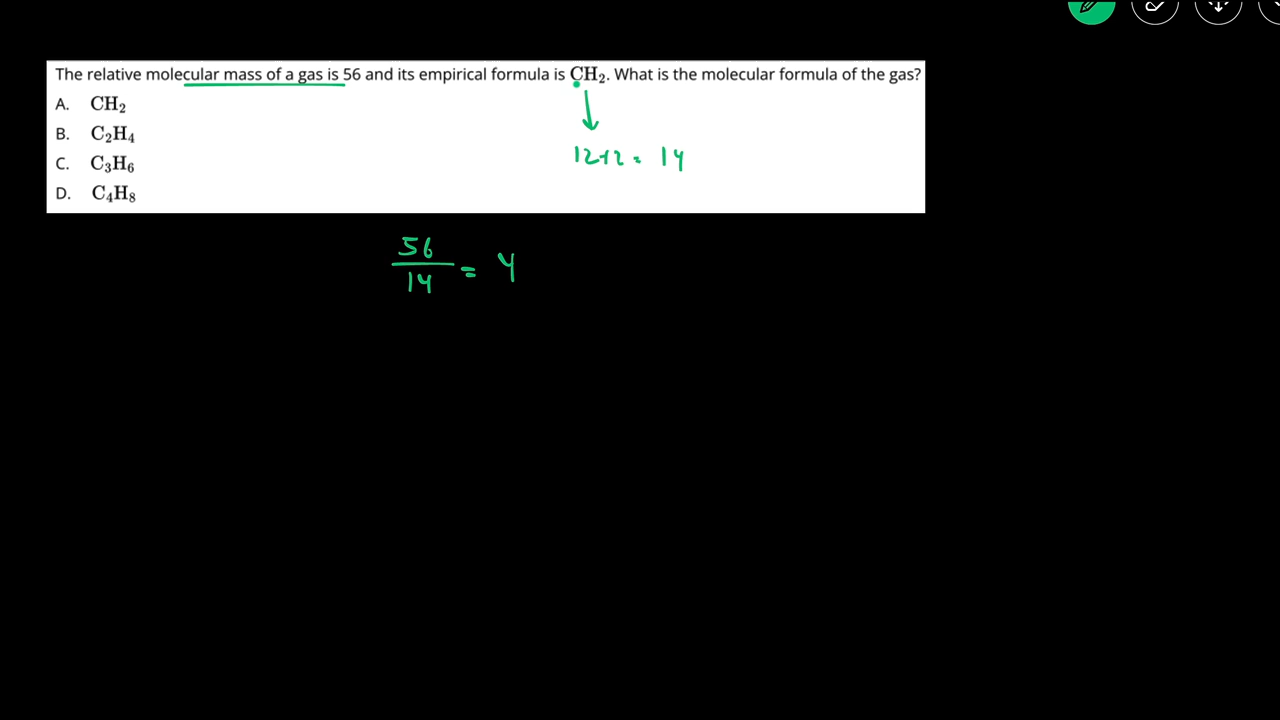 The relative molecular mass of a gas is 56 and its empirical formula is CH₂. What is the molecular formula of the gas?
A. CH₂
B. C₂H₄
C. C₃H₆
D. C₄H₈
12+2 = 14
56/14 = 4